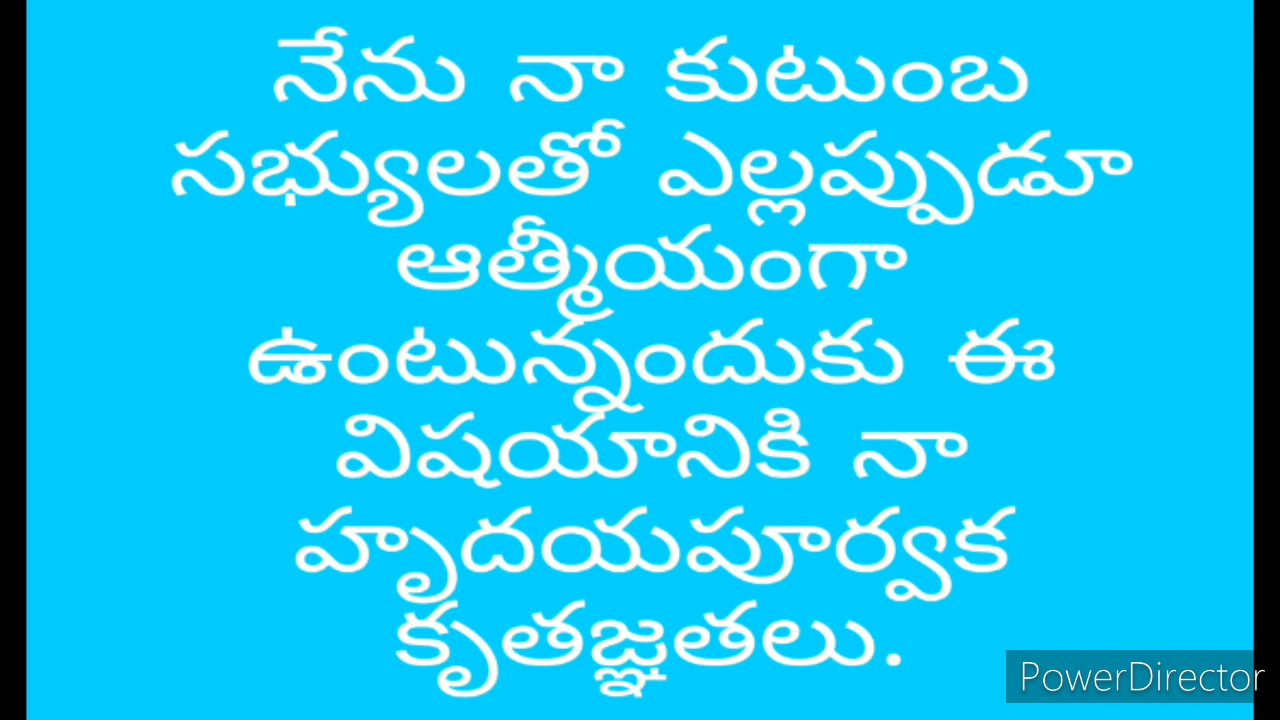 నేను నా కుటుంబ
సభ్యులతో ఎల్లప్పుడూ
ఆత్మీయంగా
ఉంటున్నందుకు ఈ
విషయానికి నా
హృదయపూర్వక
కృతజ్ఞతలు.
PowerDirector